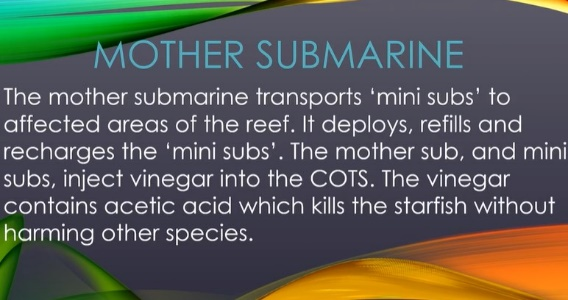 MOTHER SUBMARINE
The mother submarine transports ‘mini subs’ to
affected areas of the reef. It deploys, refills and
recharges the ‘mini subs’. The mother sub, and mini
subs, inject vinegar into the COTS. The vinegar
contains acetic acid which kills the starfish without
harming other species.